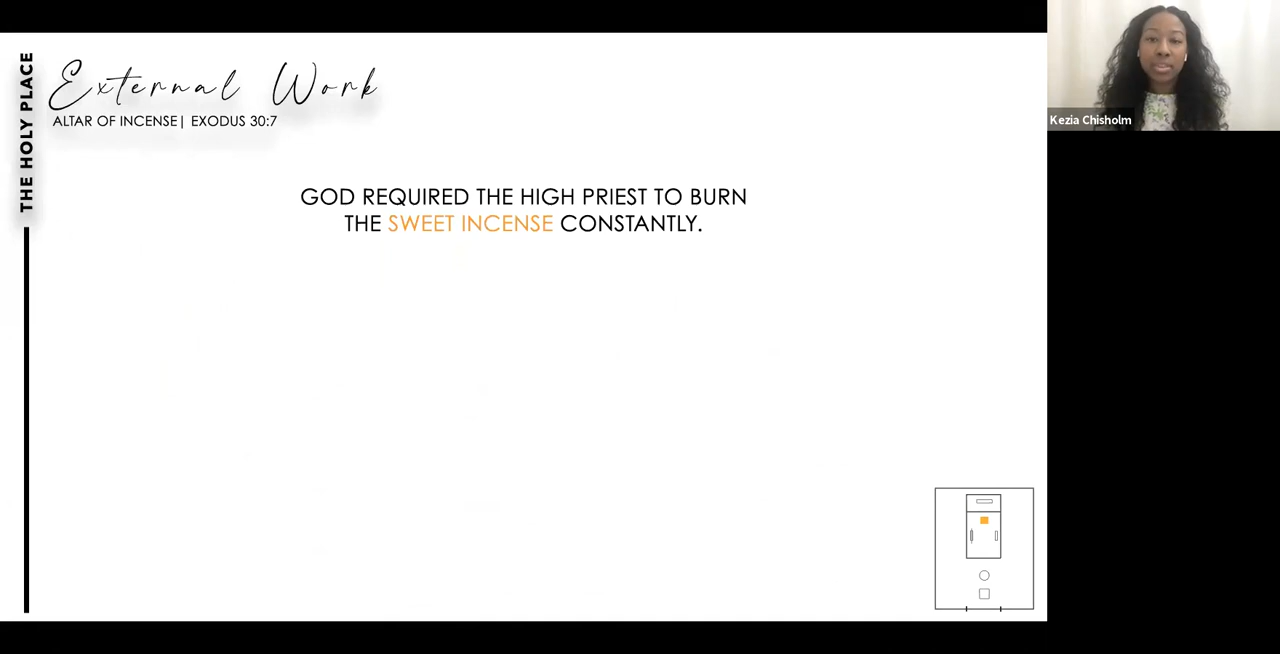 THE HOLY PLACE
External Work
ALTAR OF INCENSE| EXODUS 30:7
GOD REQUIRED THE HIGH PRIEST TO BURN
THE SWEET INCENSE CONSTANTLY.
Kezia Chisholm